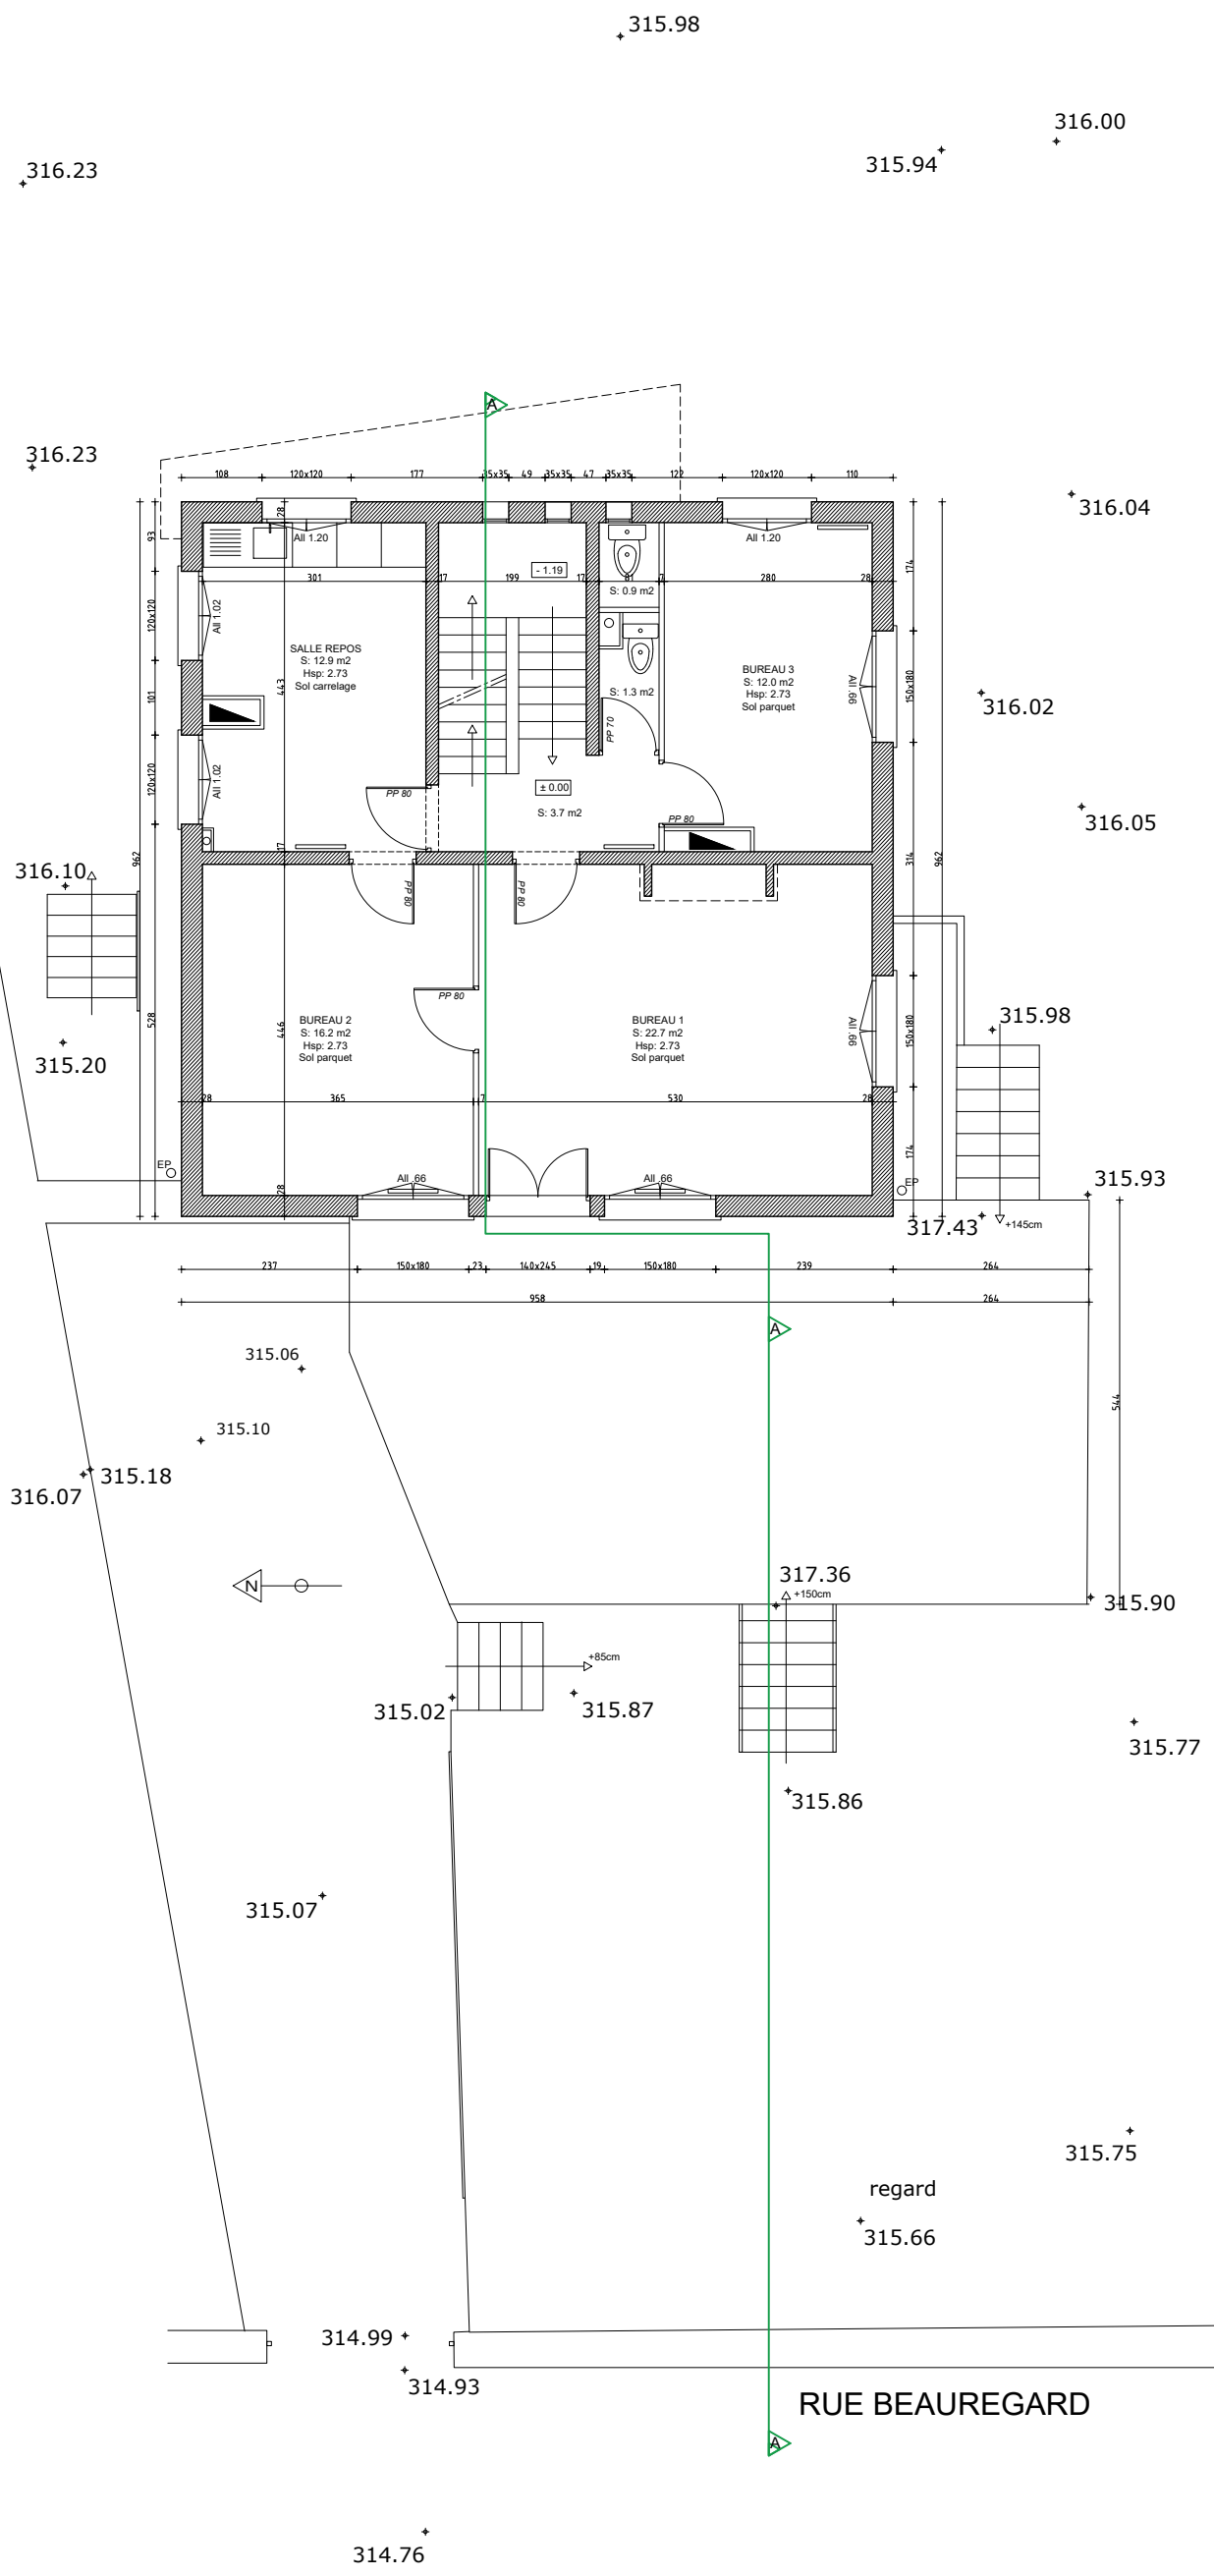 315.98
316.00
315.94
316.23
A
316.23
316.04
108
120x120
177
35x35
49
35x35
47
35x35
122
120x120
110
28
93
All 1.20
All 1.20
- 1.19
174
301
17
199
17
81
7
280
28
S: 0.9 m2
120x120
All 1.02
SALLE REPOS
S: 12.9 m2
Hsp: 2.73
Sol carrelage
443
BUREAU 3
S: 12.0 m2
Hsp: 2.73
Sol parquet
All .66
150x180
S: 1.3 m2
316.02
101
PP 70
120x120
All 1.02
PP 80
± 0.00
S: 3.7 m2
PP 80
316.05
17
962
314
962
316.10
PP 80
PP 80
PP 80
528
446
BUREAU 2
S: 16.2 m2
Hsp: 2.73
Sol parquet
BUREAU 1
S: 22.7 m2
Hsp: 2.73
Sol parquet
All .66
150x180
315.98
315.20
28
365
7
530
28
174
EP
All .66
All .66
EP
28
315.93
317.43
+145cm
237
150x180
23
140x245
19
150x180
239
264
958
264
A
315.06
544
315.10
315.18
316.07
N
317.36
+150cm
315.90
+85cm
315.02
315.87
315.77
315.86
315.07
315.75
regard
315.66
314.99
314.93
RUE BEAUREGARD
A
314.76